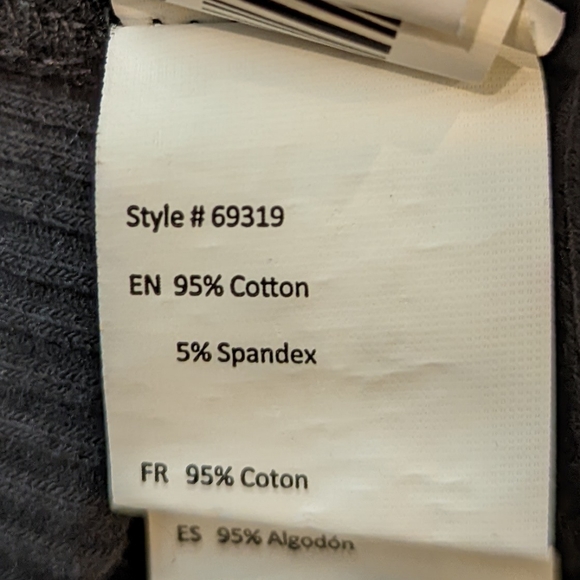 Style # 69319
EN 95% Cotton
5% Spandex
FR 95% Coton
ES 95% Algodón